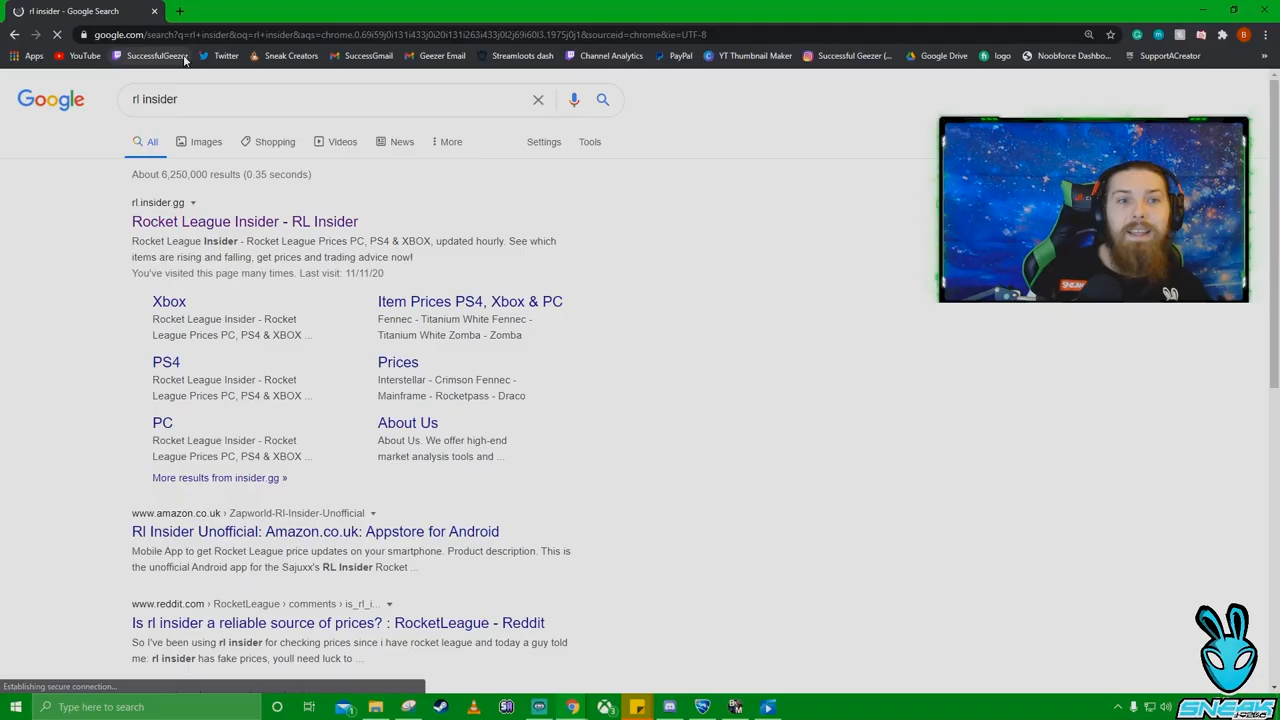 rl insider - Google Search
google.com/search?q=rl+insider&oq=rl+insider&aqs=chrome.0.69i59j0i131i433j0l2j0i131i263i433j0l2j69i60l3.1975j0j1&sourceid=chrome&ie=UTF-8
Apps YouTube SuccessfulGeezer Twitter Sneak Creators SuccessGmail Geezer Email Streamloots dash Channel Analytics PayPal YT Thumbnail Maker SuccessfulGeezer (... Google Drive logo Noobforce Dashbo... SupportACreator
Google
rl insider
All Images Shopping Videos News More Settings Tools
About 6,250,000 results (0.35 seconds)
rl.insider.gg
Rocket League Insider - RL Insider
Rocket League Insider - Rocket League Prices PC, PS4 & XBOX, updated hourly. See which
items are rising and falling, get prices and trading advice now!
You've visited this page many times. Last visit: 11/11/20
Xbox
Rocket League Insider - Rocket
League Prices PC, PS4 & XBOX ...
Item Prices PS4, Xbox & PC
Fennec - Titanium White Fennec -
Titanium White Zomba - Zomba
PS4
Rocket League Insider - Rocket
League Prices PC, PS4 & XBOX ...
Prices
Interstellar - Crimson Fennec -
Mainframe - Rocketpass - Draco
PC
Rocket League Insider - Rocket
League Prices PC, PS4 & XBOX ...
About Us
About Us. We offer high-end
market analysis tools and ...
More results from insider.gg »
www.amazon.co.uk › Zapworld-Rl-Insider-Unofficial
Rl Insider Unofficial: Amazon.co.uk: Appstore for Android
Mobile App to get Rocket League price updates on your smartphone. Product description. This is
the unofficial Android app for the Sajuxx's RL Insider Rocket ...
www.reddit.com › RocketLeague › comments › is_rl_i...
Is rl insider a reliable source of prices? : RocketLeague - Reddit
So I've been using rl insider for checking prices since i have rocket league and today a guy told
me: rl insider has fake prices, youll need luck to ...
Establishing secure connection...
Type here to search
SNEAK